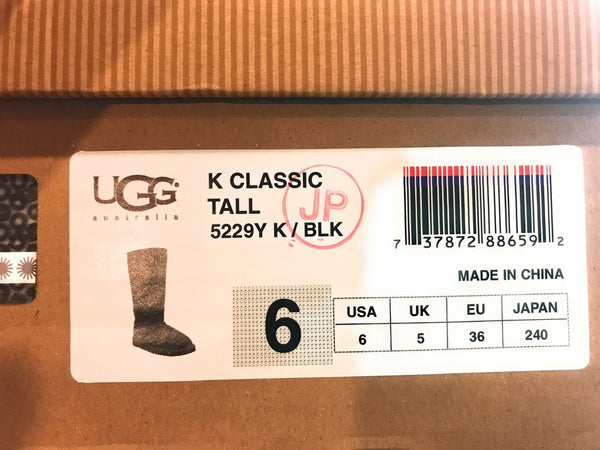 UGG®
australia
K CLASSIC
TALL
5229Y K / BLK
JP
7 37872 88659 2
MADE IN CHINA
6
USA UK EU JAPAN
6 5 36 240